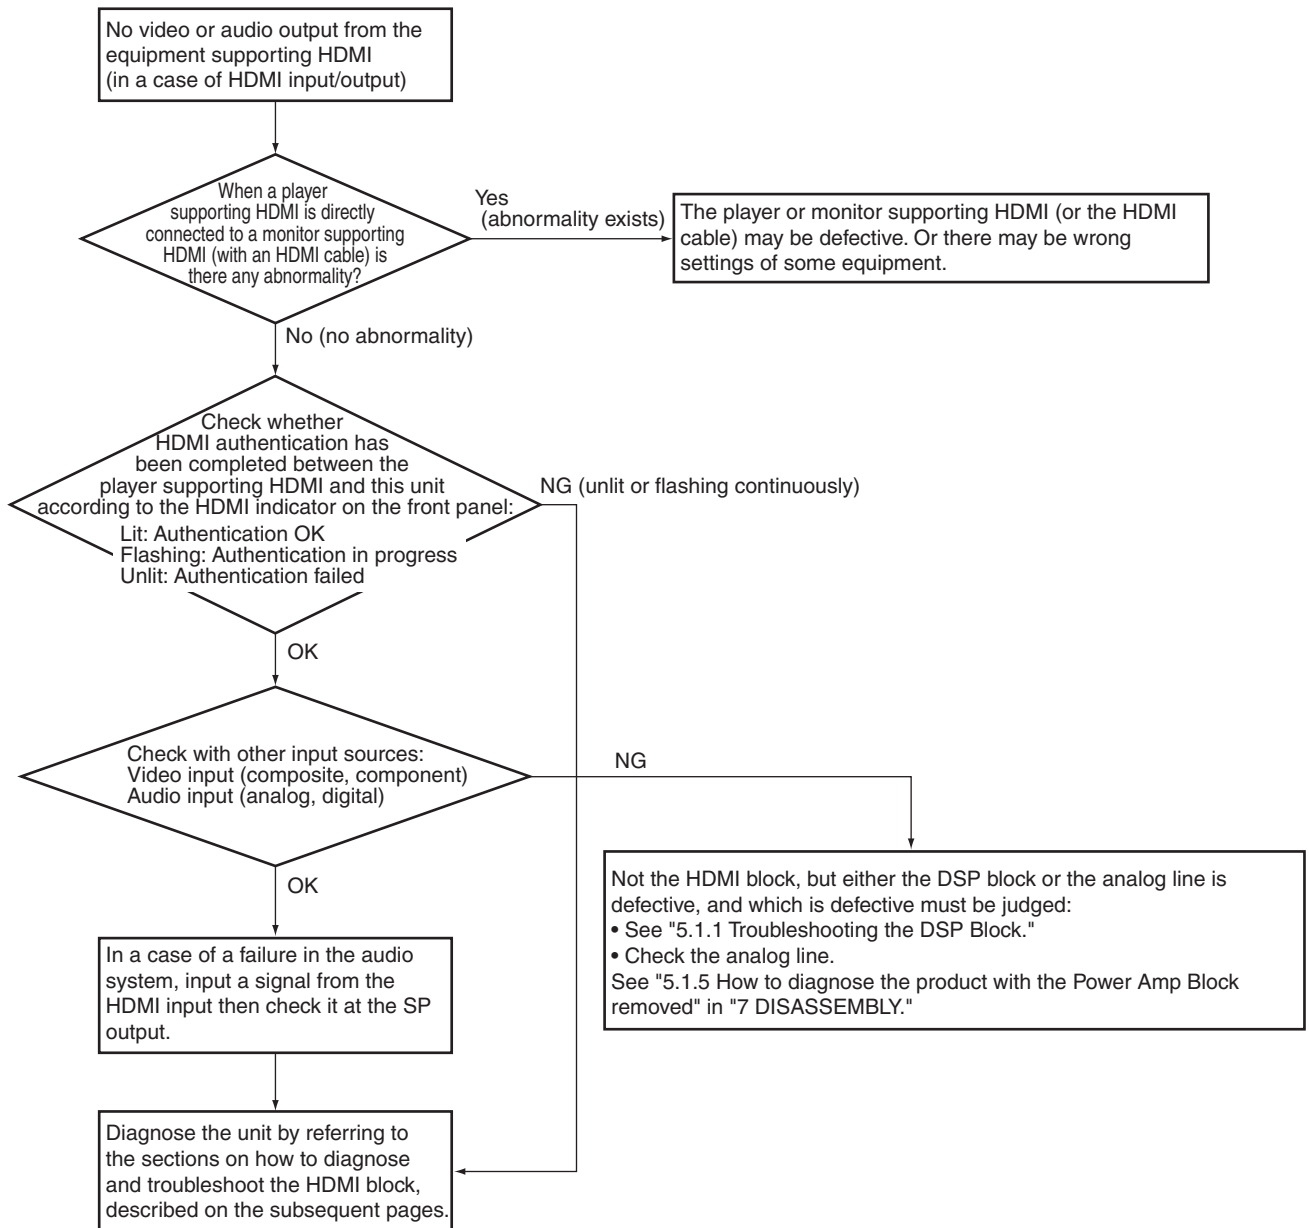 No video or audio output from the
equipment supporting HDMI
(in a case of HDMI input/output)
When a player
supporting HDMI is directly
connected to a monitor supporting
HDMI (with an HDMI cable) is
there any abnormality?
Yes
(abnormality exists)
The player or monitor supporting HDMI (or the HDMI
cable) may be defective. Or there may be wrong
settings of some equipment.
No (no abnormality)
Check whether
HDMI authentication has
been completed between the
player supporting HDMI and this unit
according to the HDMI indicator on the front panel:
Lit: Authentication OK
Flashing: Authentication in progress
Unlit: Authentication failed
NG (unlit or flashing continuously)
OK
Check with other input sources:
Video input (composite, component)
Audio input (analog, digital)
NG
OK
Not the HDMI block, but either the DSP block or the analog line is
defective, and which is defective must be judged:
• See "5.1.1 Troubleshooting the DSP Block."
• Check the analog line.
See "5.1.5 How to diagnose the product with the Power Amp Block
removed" in "7 DISASSEMBLY."
In a case of a failure in the audio
system, input a signal from the
HDMI input then check it at the SP
output.
Diagnose the unit by referring to
the sections on how to diagnose
and troubleshoot the HDMI block,
described on the subsequent pages.